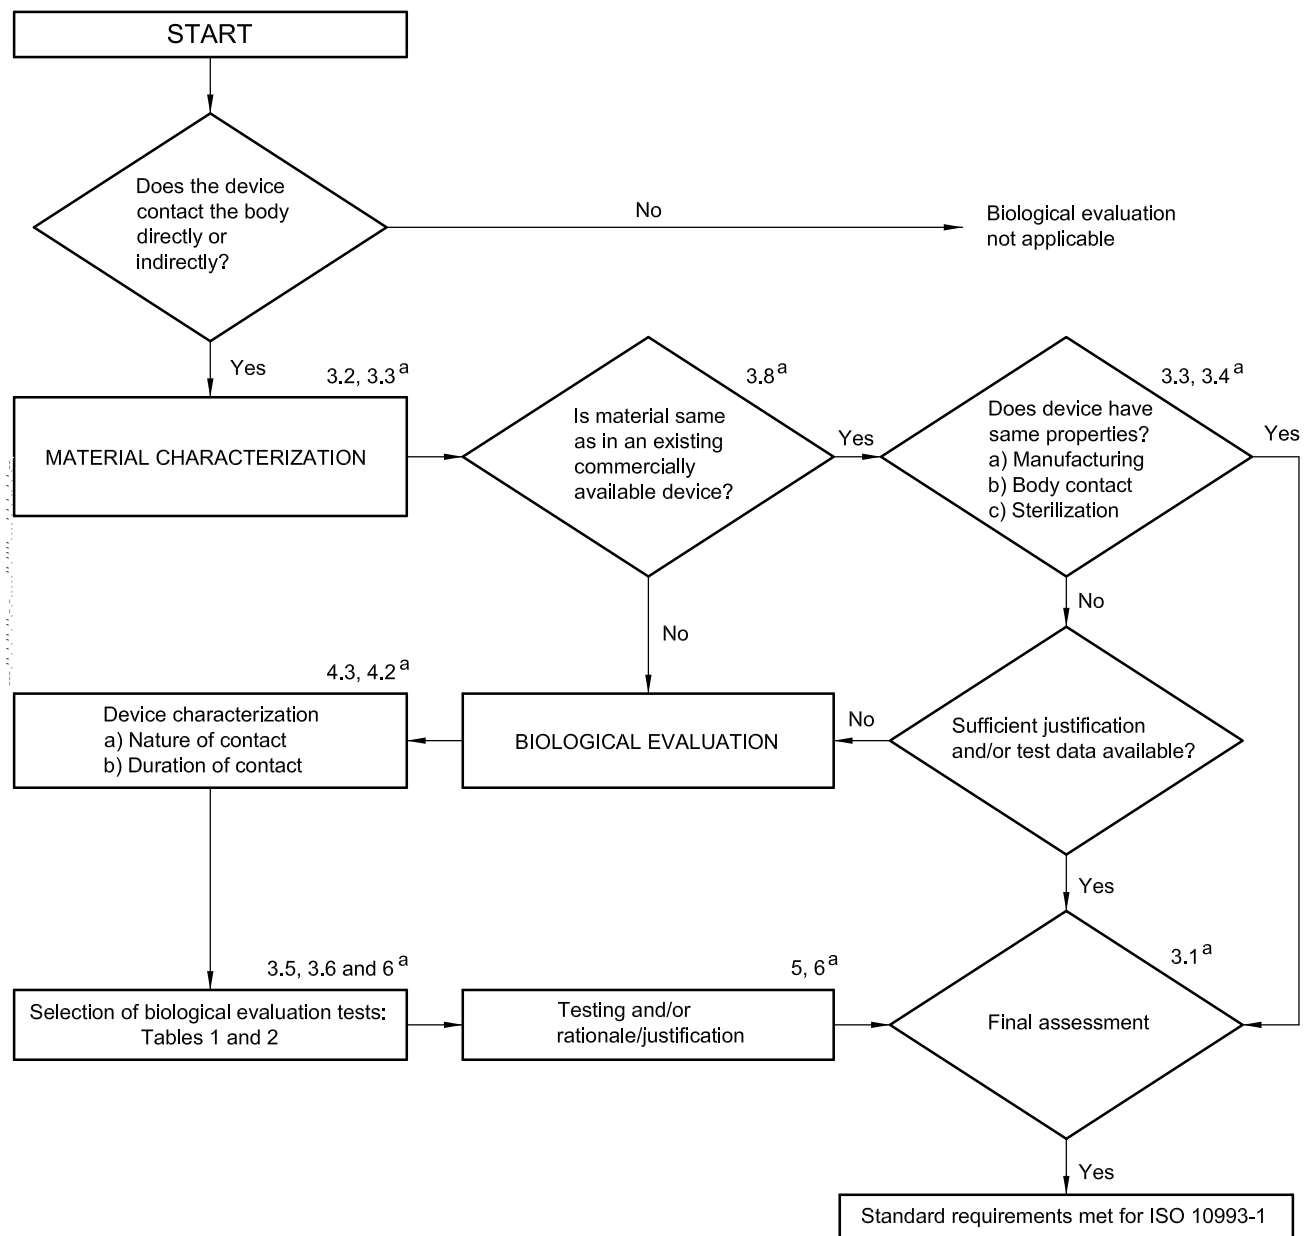 START
Does the device
contact the body
directly or
indirectly?
No
Biological evaluation
not applicable
Yes
3.2, 3.3 a
MATERIAL CHARACTERIZATION
3.8 a
Is material same
as in an existing
commercially
available device?
Yes
3.3, 3.4 a
Does device have
same properties?
a) Manufacturing
b) Body contact
c) Sterilization
Yes
No
No
4.3, 4.2 a
Device characterization
a) Nature of contact
b) Duration of contact
BIOLOGICAL EVALUATION
No
Sufficient justification
and/or test data available?
Yes
3.5, 3.6 and 6 a
Selection of biological evaluation tests:
Tables 1 and 2
5, 6 a
Testing and/or
rationale/justification
3.1 a
Final assessment
Yes
Standard requirements met for ISO 10993-1